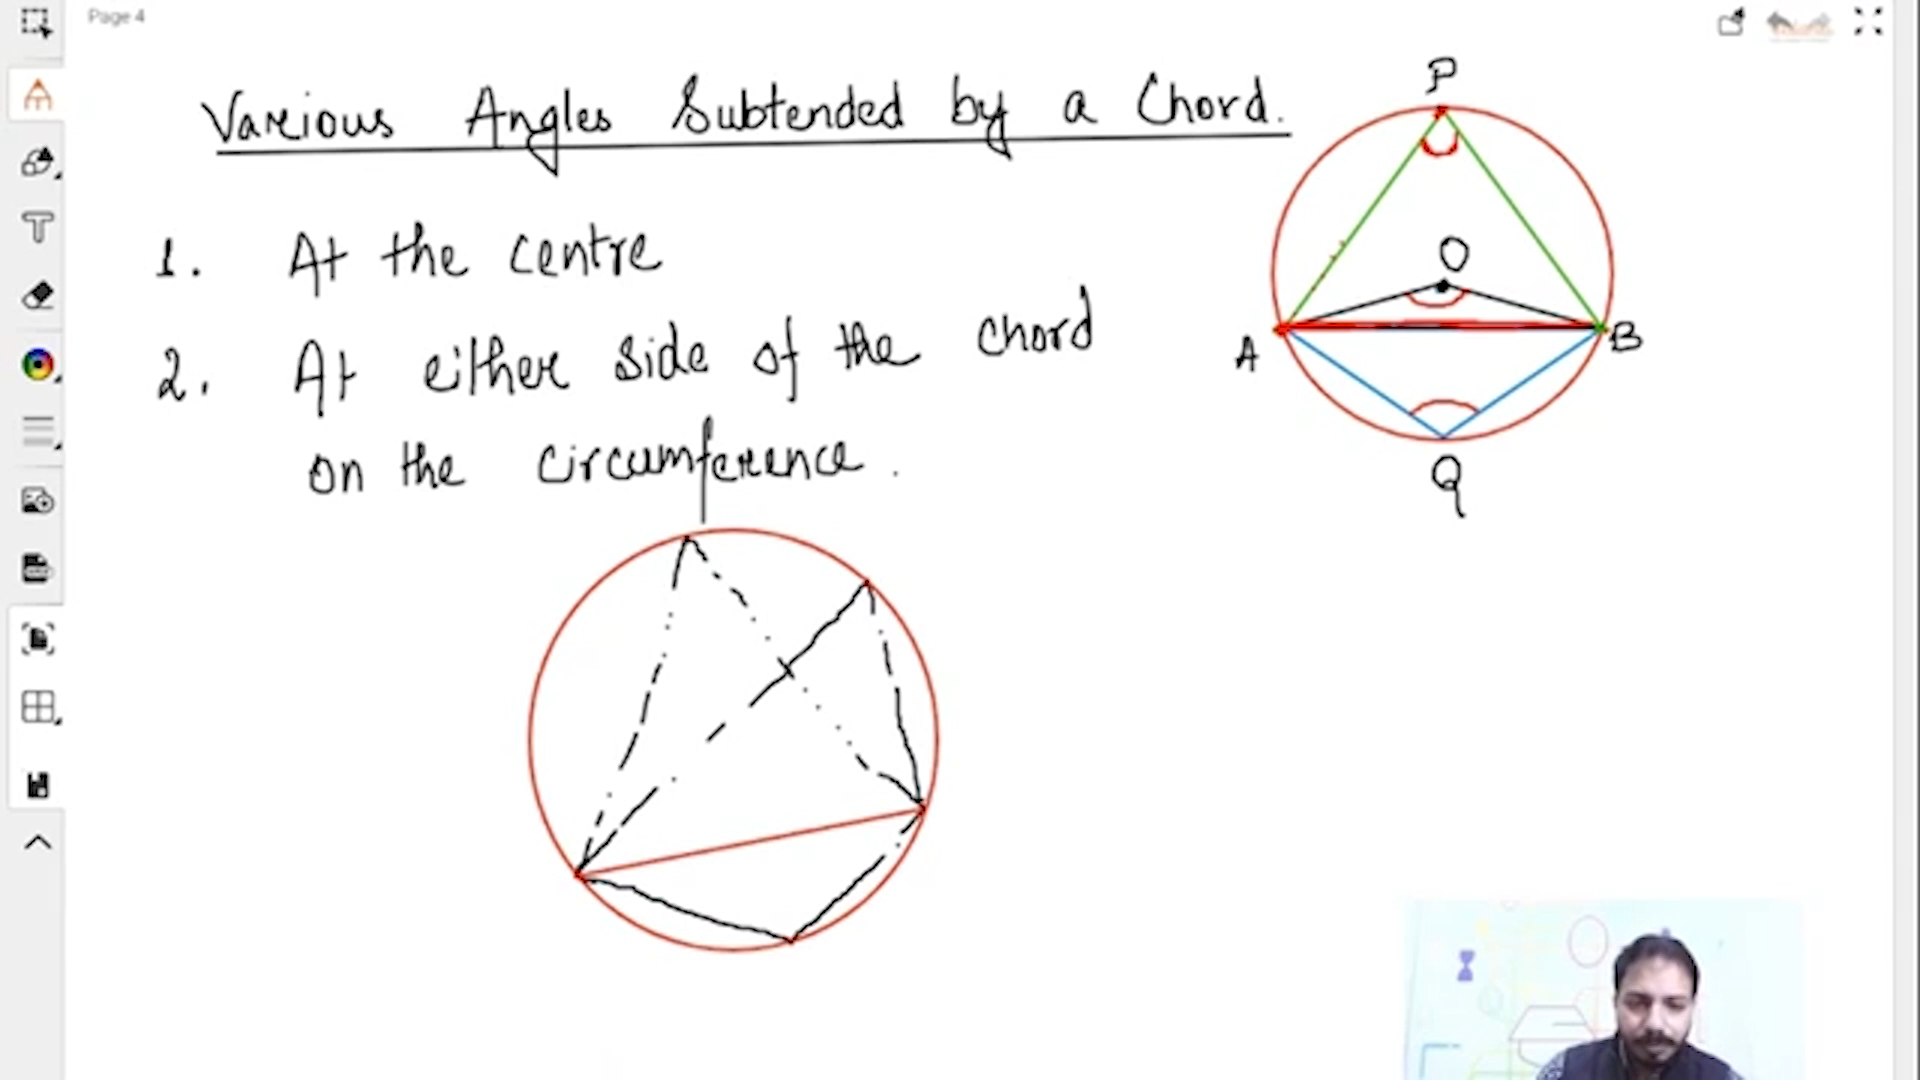 Page 4
Various Angles Subtended by a Chord.
1. At the centre
2. At either side of the chord
on the circumference.
P
O
A
B
Q